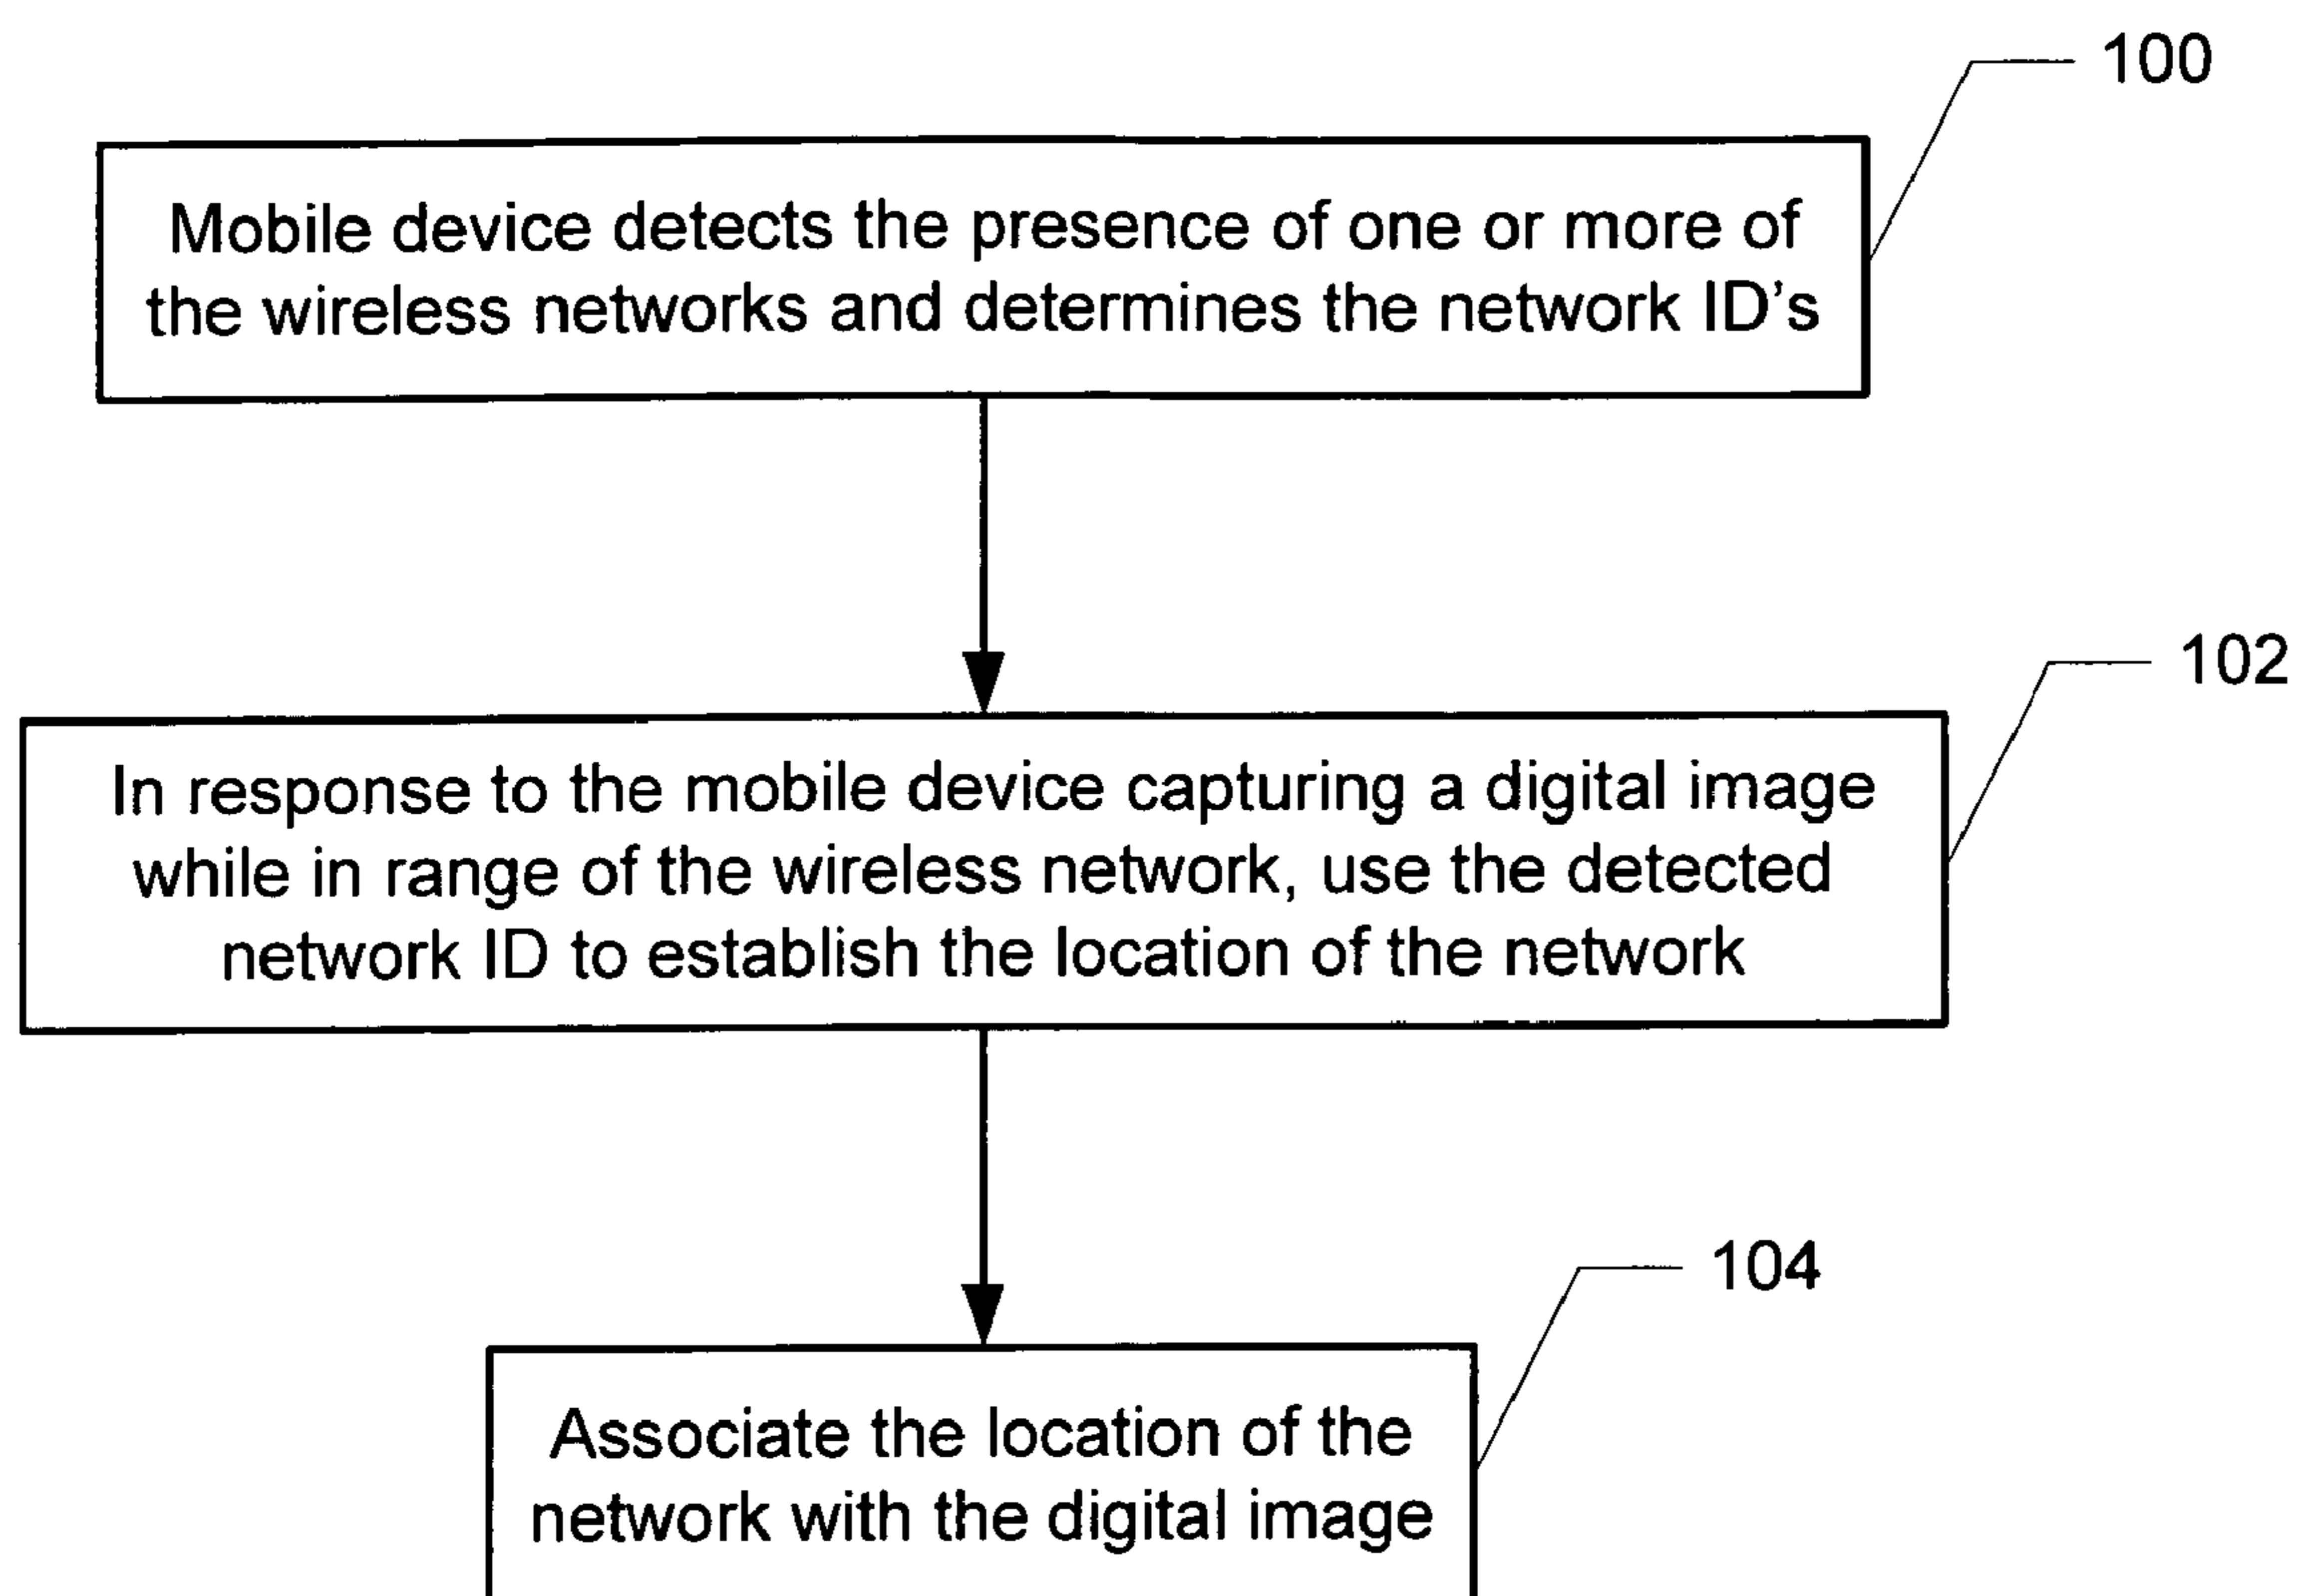 100
Mobile device detects the presence of one or more of
the wireless networks and determines the network ID's
102
In response to the mobile device capturing a digital image
while in range of the wireless network, use the detected
network ID to establish the location of the network
104
Associate the location of the
network with the digital image